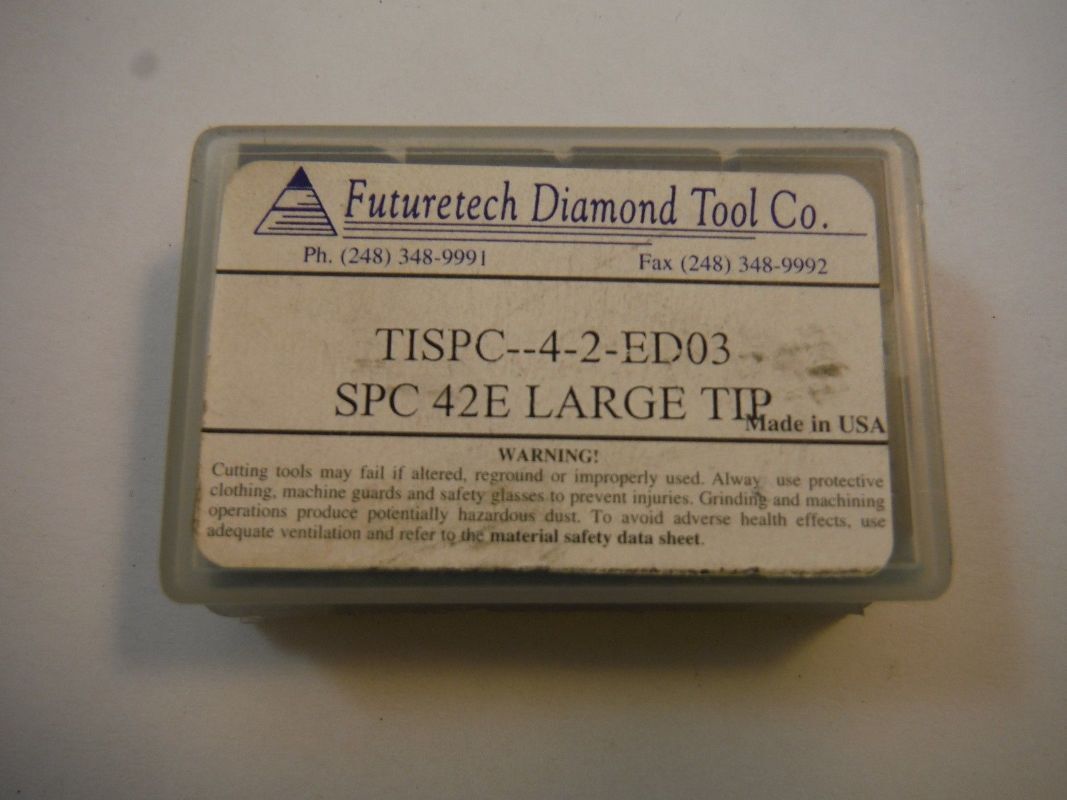 Futuretech Diamond Tool Co.
Ph. (248) 348-9991 Fax (248) 348-9992
TISPC--4-2-ED03
SPC 42E LARGE TIP
Made in USA
WARNING!
Cutting tools may fail if altered, reground or improperly used. Alway use protective
clothing, machine guards and safety glasses to prevent injuries. Grinding and machining
operations produce potentially hazardous dust. To avoid adverse health effects, use
adequate ventilation and refer to the material safety data sheet.